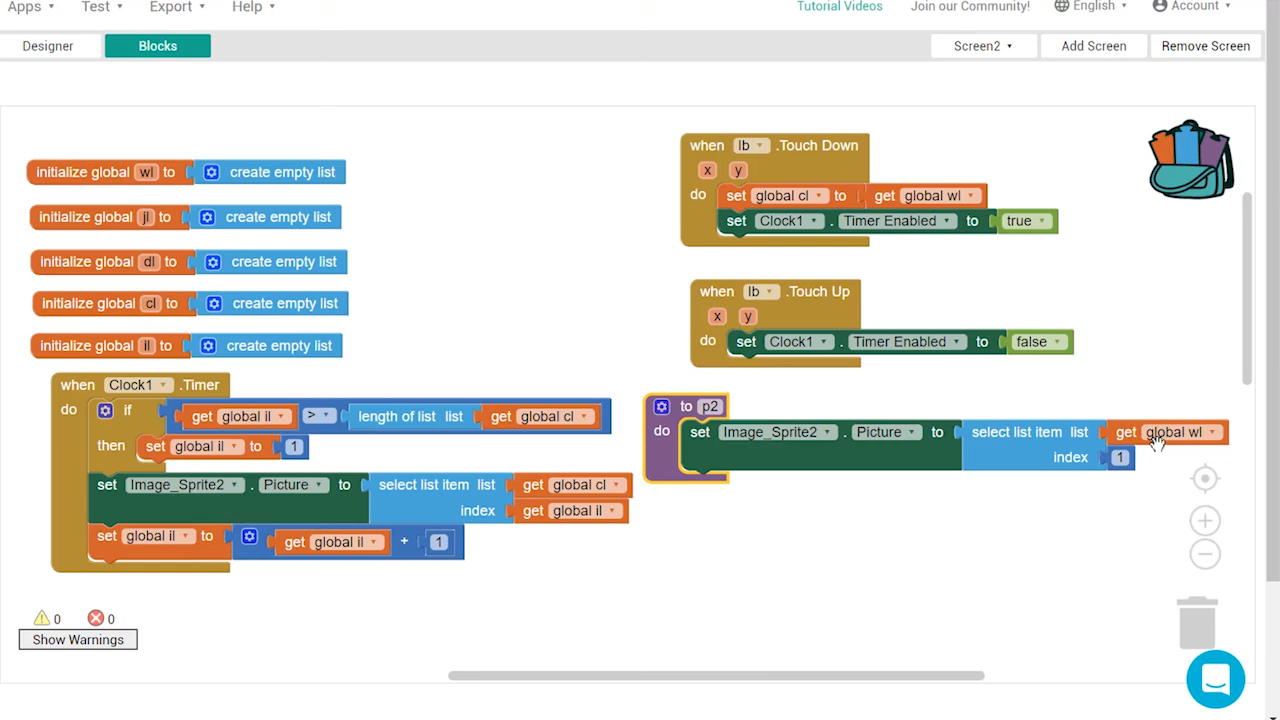 Apps Test Export Help Tutorial Videos Join our Community! English Account
Designer Blocks Screen2 Add Screen Remove Screen
initialize global wl to create empty list
initialize global jl to create empty list
initialize global dl to create empty list
initialize global cl to create empty list
initialize global il to create empty list
when Clock1 .Timer
do if get global il > length of list list get global cl
then set global il to 1
set Image_Sprite2 . Picture to select list item list get global cl
index get global il
set global il to get global il + 1
when lb .Touch Down
x y
do set global cl to get global wl
set Clock1 . Timer Enabled to true
when lb .Touch Up
x y
do set Clock1 . Timer Enabled to false
to p2
do set Image_Sprite2 . Picture to select list item list get global wl
index 1
0 0
Show Warnings